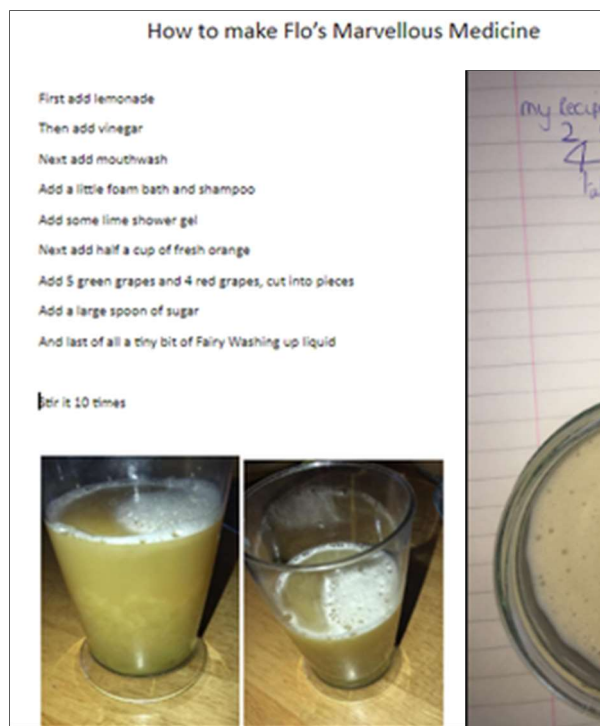 How to make Flo's Marvellous Medicine
First add lemonade
Then add vinegar
Next add mouthwash
Add a little foam bath and shampoo
Add some lime shower gel
Next add half a cup of fresh orange
Add 5 green grapes and 4 red grapes, cut into pieces
Add a large spoon of sugar
And last of all a tiny bit of Fairy Washing up liquid
Stir it 10 times
my
2
4